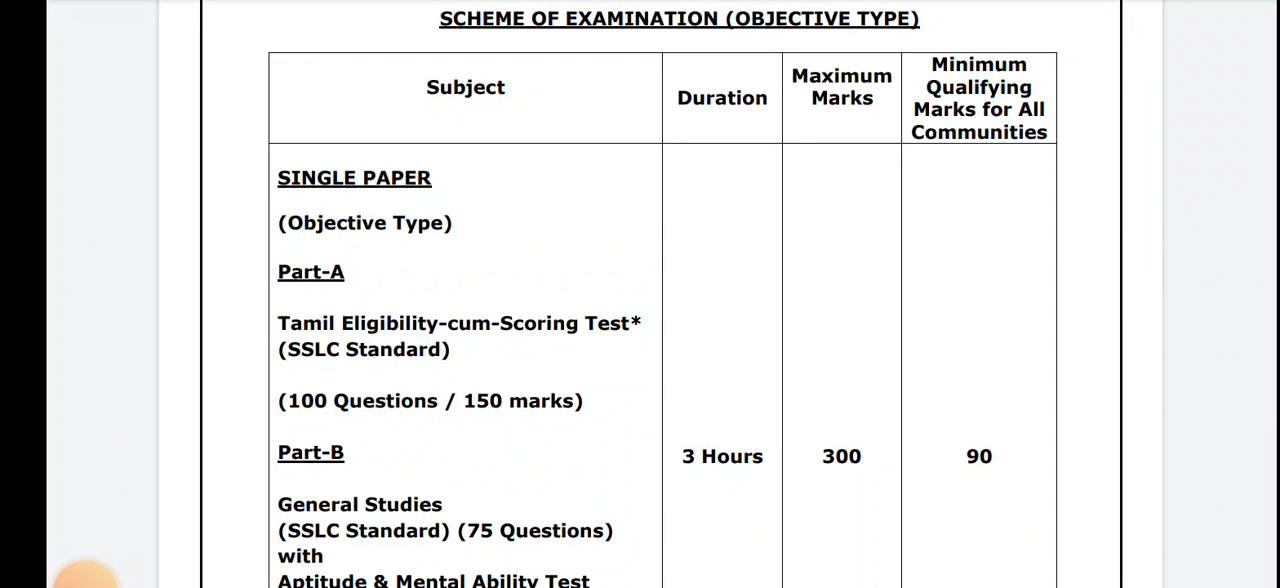 SCHEME OF EXAMINATION (OBJECTIVE TYPE)
Subject
Duration
Maximum
Marks
Minimum
Qualifying
Marks for All
Communities
SINGLE PAPER
(Objective Type)
Part-A
Tamil Eligibility-cum-Scoring Test*
(SSLC Standard)
(100 Questions / 150 marks)
Part-B
3 Hours
300
90
General Studies
(SSLC Standard) (75 Questions)
with
Aptitude & Mental Ability Test